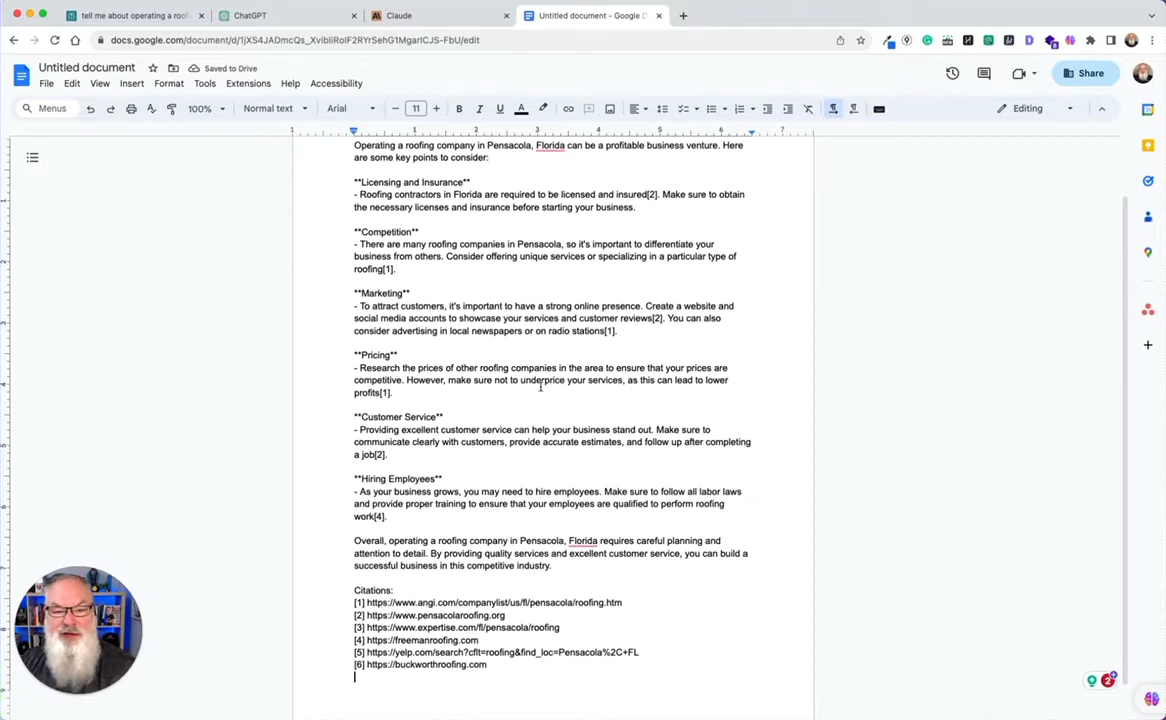 tell me about operating a roof
ChatGPT
Claude
Untitled document - Google D
docs.google.com/document/d/1jXS4JADmcQs_XvibliRolF2RYrSehG1MgarICJS-FbU/edit
Untitled document
Saved to Drive
File Edit View Insert Format Tools Extensions Help Accessibility
Share
Menus
100%
Normal text
Arial
11
Editing
1 1 2 3 4 5 6 7
Operating a roofing company in Pensacola, Florida can be a profitable business venture. Here
are some key points to consider:
**Licensing and Insurance**
- Roofing contractors in Florida are required to be licensed and insured[2]. Make sure to obtain
the necessary licenses and insurance before starting your business.
**Competition**
- There are many roofing companies in Pensacola, so it's important to differentiate your
business from others. Consider offering unique services or specializing in a particular type of
roofing[1].
**Marketing**
- To attract customers, it's important to have a strong online presence. Create a website and
social media accounts to showcase your services and customer reviews[2]. You can also
consider advertising in local newspapers or on radio stations[1].
**Pricing**
- Research the prices of other roofing companies in the area to ensure that your prices are
competitive. However, make sure not to underprice your services, as this can lead to lower
profits[1].
**Customer Service**
- Providing excellent customer service can help your business stand out. Make sure to
communicate clearly with customers, provide accurate estimates, and follow up after completing
a job[2].
**Hiring Employees**
- As your business grows, you may need to hire employees. Make sure to follow all labor laws
and provide proper training to ensure that your employees are qualified to perform roofing
work[4].
Overall, operating a roofing company in Pensacola, Florida requires careful planning and
attention to detail. By providing quality services and excellent customer service, you can build a
successful business in this competitive industry.
Citations:
[1] https://www.angi.com/companylist/us/fl/pensacola/roofing.htm
[2] https://www.pensacolaroofing.org
[3] https://www.expertise.com/fl/pensacola/roofing
[4] https://freemanroofing.com
[5] https://yelp.com/search?cflt=roofing&find_loc=Pensacola%2C+FL
[6] https://buckworthroofing.com
2